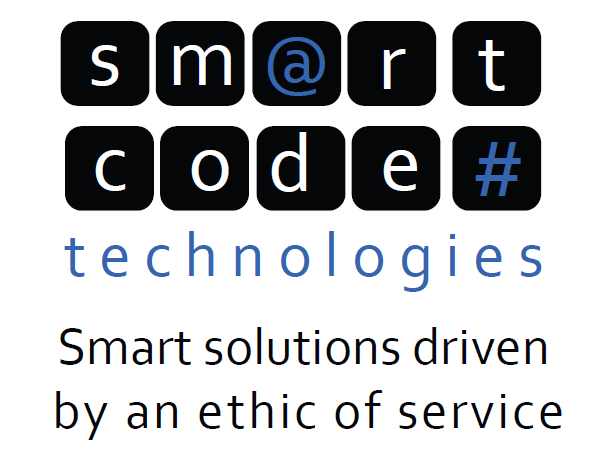 sm@rt
code#
technologies
Smart solutions driven
by an ethic of service